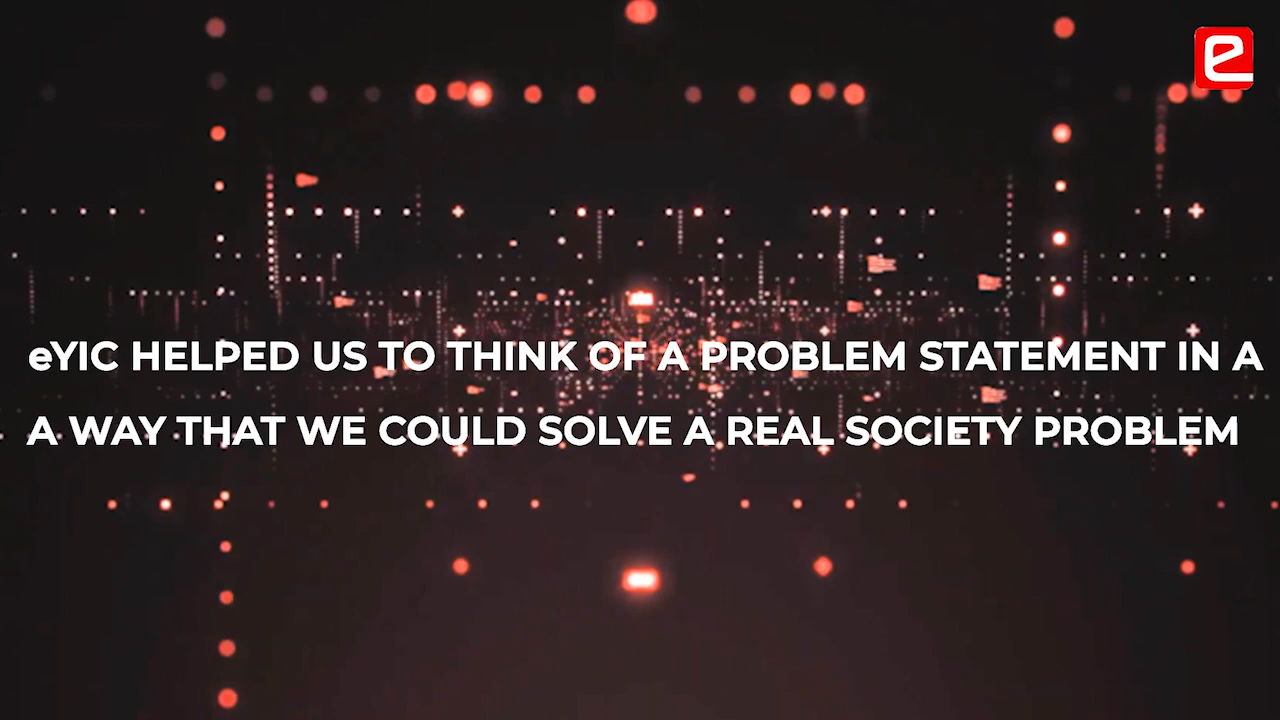 e
eYIC HELPED US TO THINK OF A PROBLEM STATEMENT IN A
A WAY THAT WE COULD SOLVE A REAL SOCIETY PROBLEM